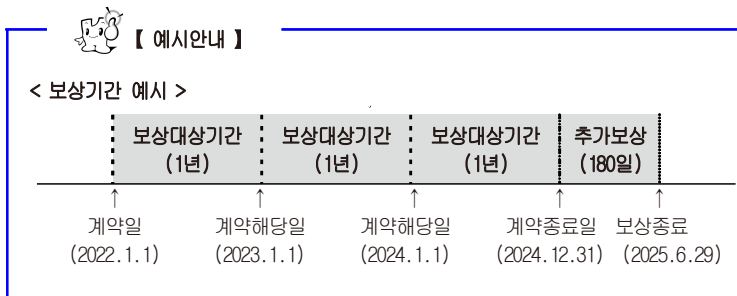 【 예시안내 】
< 보상기간 예시 >
보상대상기간 보상대상기간 보상대상기간 추가보상
(1년) (1년) (1년) (180일)
↑ ↑ ↑ ↑ ↑
계약일 계약해당일 계약해당일 계약종료일 보상종료
(2022.1.1) (2023.1.1) (2024.1.1) (2024.12.31) (2025.6.29)